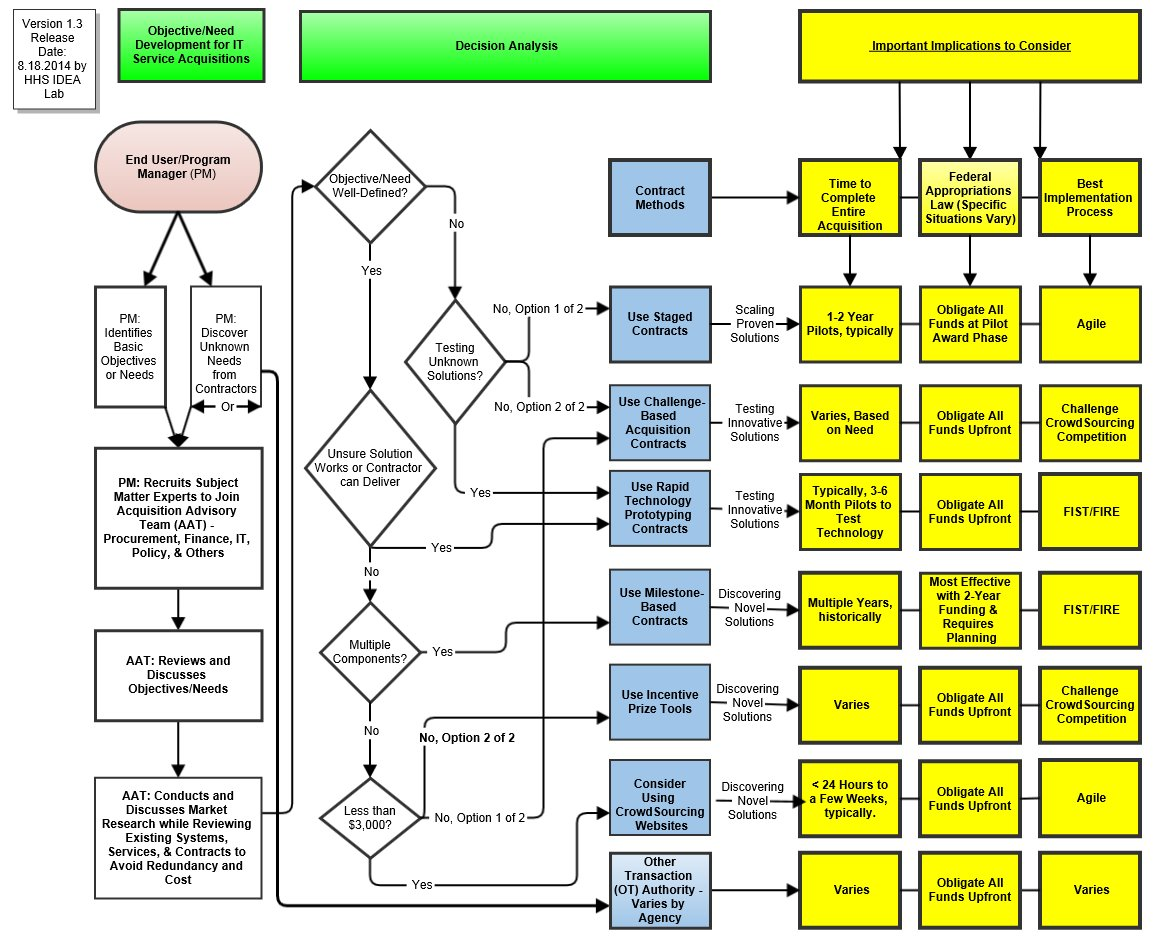 Version 1.3
Release
Date:
8.18.2014 by
HHS IDEA
Lab
Objective/Need
Development for IT
Service Acquisitions
Decision Analysis
Important Implications to Consider
End User/Program
Manager (PM)
PM:
Identifies
Basic
Objectives
or Needs
PM:
Discover
Unknown
Needs
from
Contractors
Or
PM: Recruits Subject
Matter Experts to Join
Acquisition Advisory
Team (AAT) -
Procurement, Finance, IT,
Policy, & Others
AAT: Reviews and
Discusses
Objectives/Needs
AAT: Conducts and
Discusses Market
Research while Reviewing
Existing Systems,
Services, & Contracts to
Avoid Redundancy and
Cost
Objective/Need
Well-Defined?
No
Yes
Testing
Unknown
Solutions?
No, Option 1 of 2
No, Option 2 of 2
Yes
Unsure Solution
Works or Contractor
can Deliver
Yes
No
Multiple
Components?
Yes
No
No, Option 2 of 2
Less than
$3,000?
No, Option 1 of 2
Yes
Contract
Methods
Time to
Complete
Entire
Acquisition
Federal
Appropriations
Law (Specific
Situations Vary)
Best
Implementation
Process
Use Staged
Contracts
Scaling
Proven
Solutions
1-2 Year
Pilots, typically
Obligate All
Funds at Pilot
Award Phase
Agile
Use Challenge-
Based
Acquisition
Contracts
Testing
Innovative
Solutions
Varies, Based
on Need
Obligate All
Funds Upfront
Challenge
CrowdSourcing
Competition
Use Rapid
Technology
Prototyping
Contracts
Testing
Innovative
Solutions
Typically, 3-6
Month Pilots to
Test
Technology
Obligate All
Funds Upfront
FIST/FIRE
Use Milestone-
Based
Contracts
Discovering
Novel
Solutions
Multiple Years,
historically
Most Effective
with 2-Year
Funding &
Requires
Planning
FIST/FIRE
Use Incentive
Prize Tools
Discovering
Novel
Solutions
Varies
Obligate All
Funds Upfront
Challenge
CrowdSourcing
Competition
Consider
Using
CrowdSourcing
Websites
Discovering
Novel
Solutions
< 24 Hours to
a Few Weeks,
typically.
Obligate All
Funds Upfront
Agile
Other
Transaction
(OT) Authority -
Varies by
Agency
Varies
Obligate All
Funds Upfront
Varies